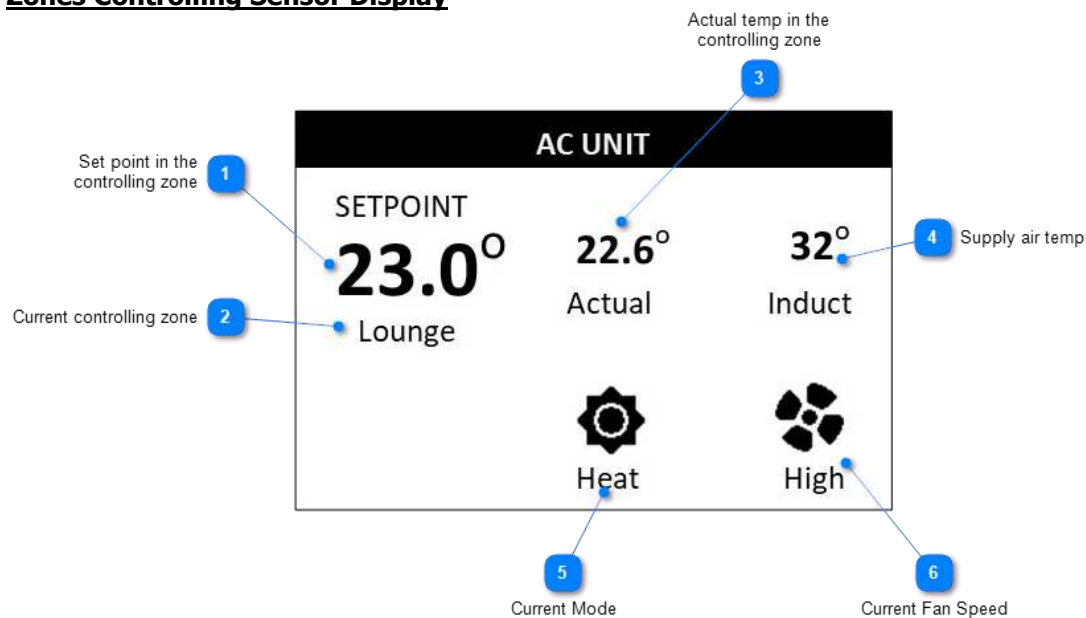 Zones Controlling Sensor Display
Actual temp in the
controlling zone
3
AC UNIT
Set point in the
controlling zone
1
SETPOINT
23.0°
22.6°
32°
4
Supply air temp
Actual
Induct
Current controlling zone
2
Lounge
Heat
High
5
6
Current Mode
Current Fan Speed